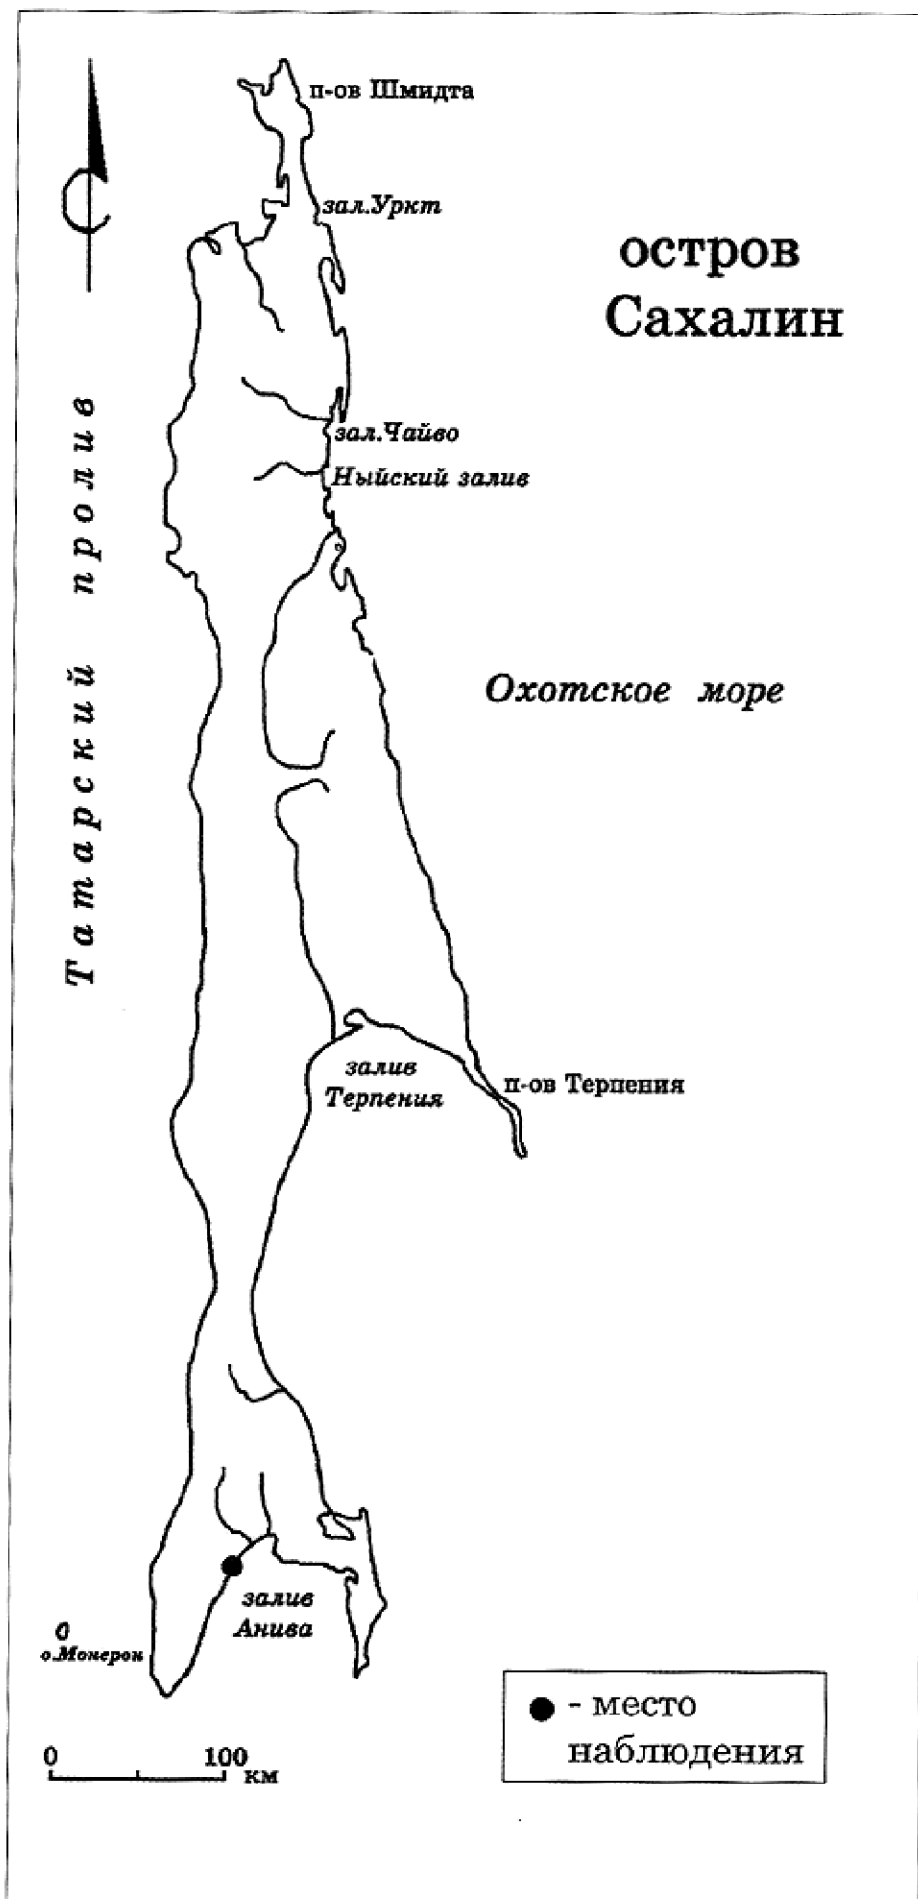 п-ов Шмидта
С
зал.Уркт
остров
Сахалин
зал.Чайво
Ныйский залив
Татарский пролив
Охотское море
залив
Терпения
п-ов Терпения
залив
Анива
о.Монерон
- место
наблюдения
0 100
км